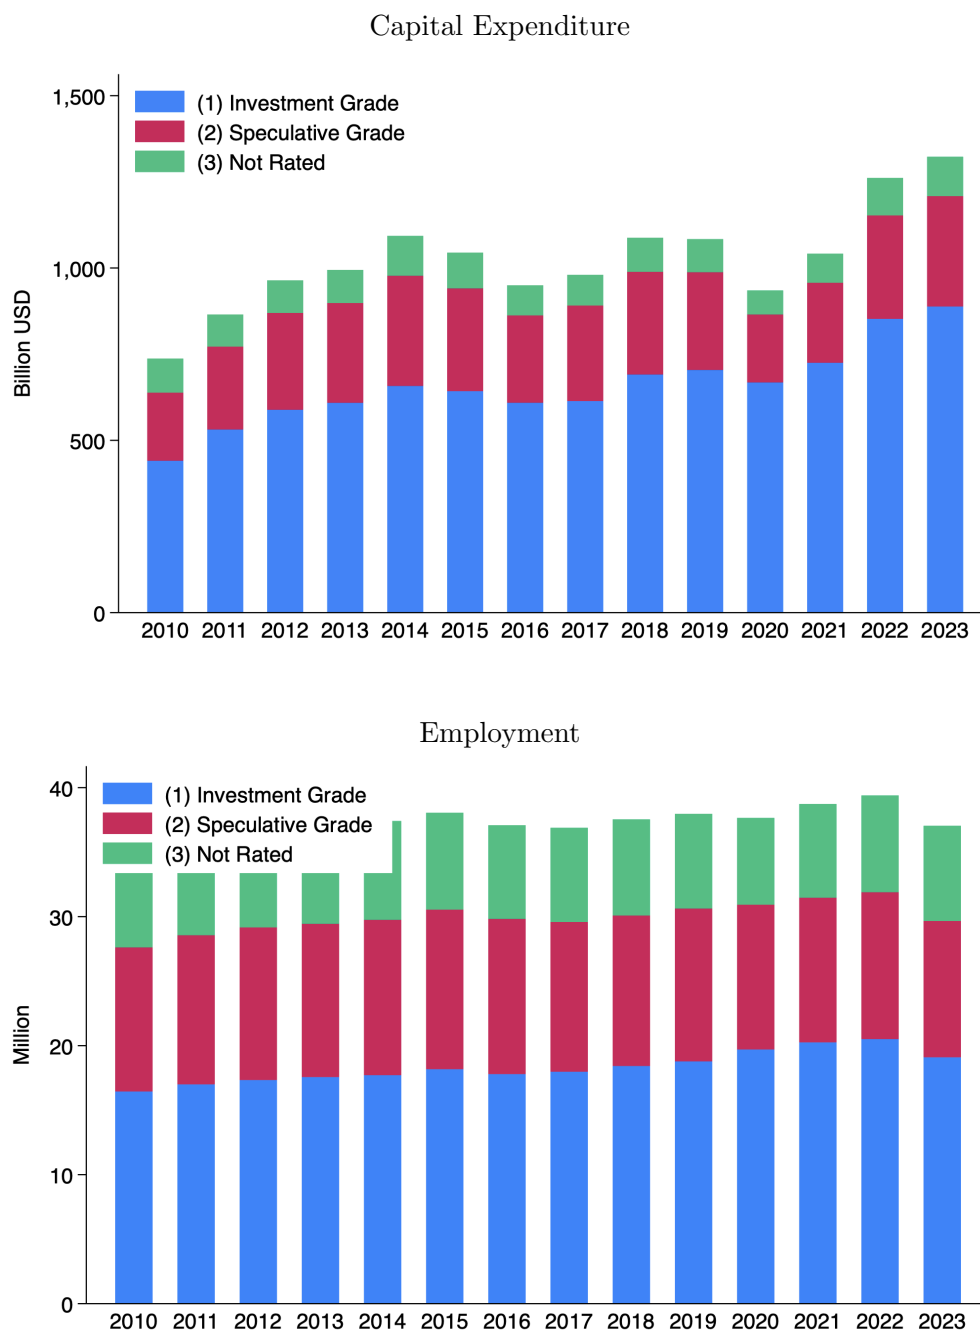 Capital Expenditure
1,500
(1) Investment Grade
(2) Speculative Grade
(3) Not Rated
1,000
Billion USD
500
0
2010 2011 2012 2013 2014 2015 2016 2017 2018 2019 2020 2021 2022 2023
Employment
40
(1) Investment Grade
(2) Speculative Grade
(3) Not Rated
30
Million
20
10
0
2010 2011 2012 2013 2014 2015 2016 2017 2018 2019 2020 2021 2022 2023